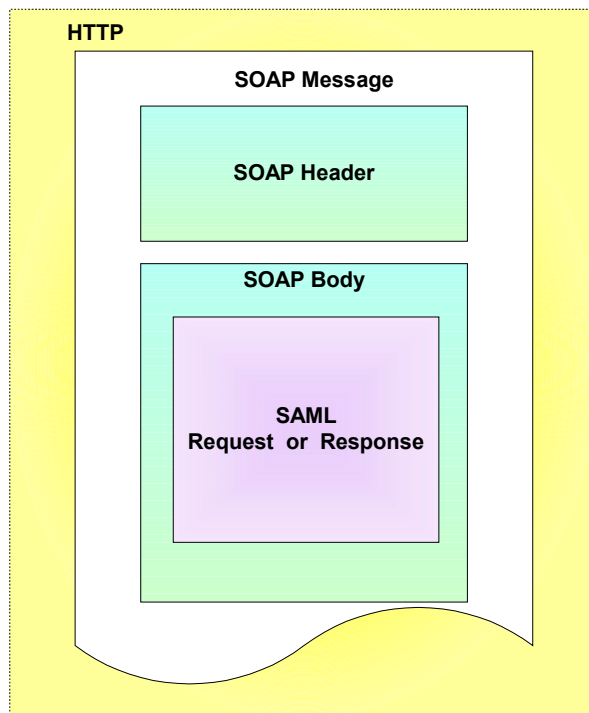 HTTP
SOAP Message
SOAP Header
SOAP Body
SAML
Request or Response